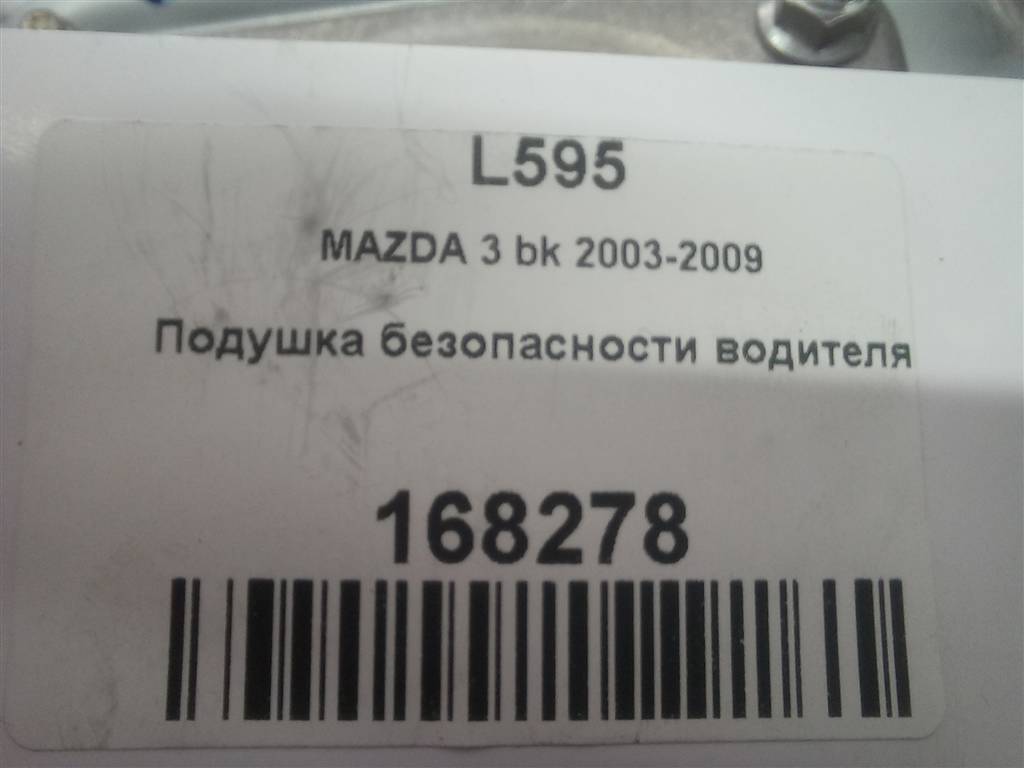 L595
MAZDA 3 bk 2003-2009
Подушка безопасности водителя
168278